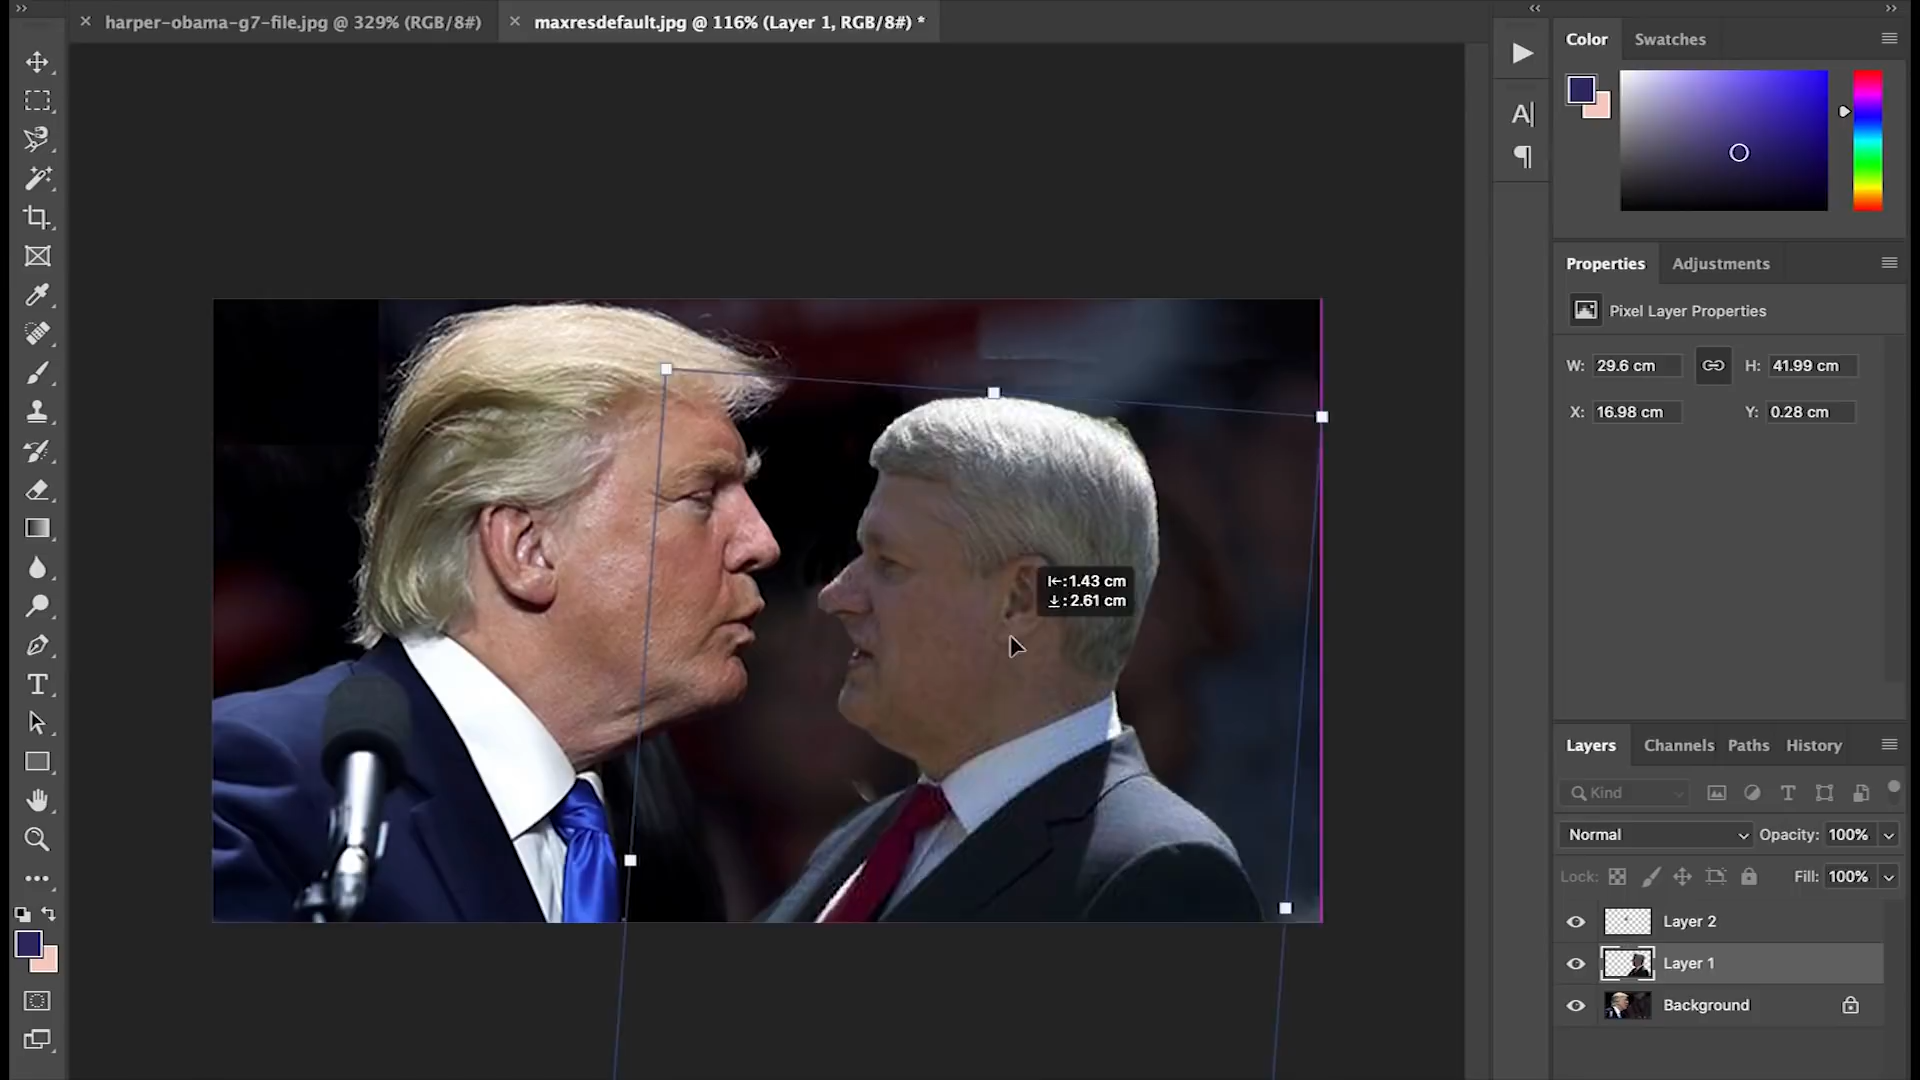 harper-obama-g7-file.jpg @ 329% (RGB/8#)
maxresdefault.jpg @ 116% (Layer 1, RGB/8#) *
Color
Swatches
Properties
Adjustments
Pixel Layer Properties
W: 29.6 cm
H: 41.99 cm
X: 16.98 cm
Y: 0.28 cm
: 1.43 cm
: 2.61 cm
Layers
Channels
Paths
History
Kind
Normal
Opacity: 100%
Lock:
Fill: 100%
Layer 2
Layer 1
Background